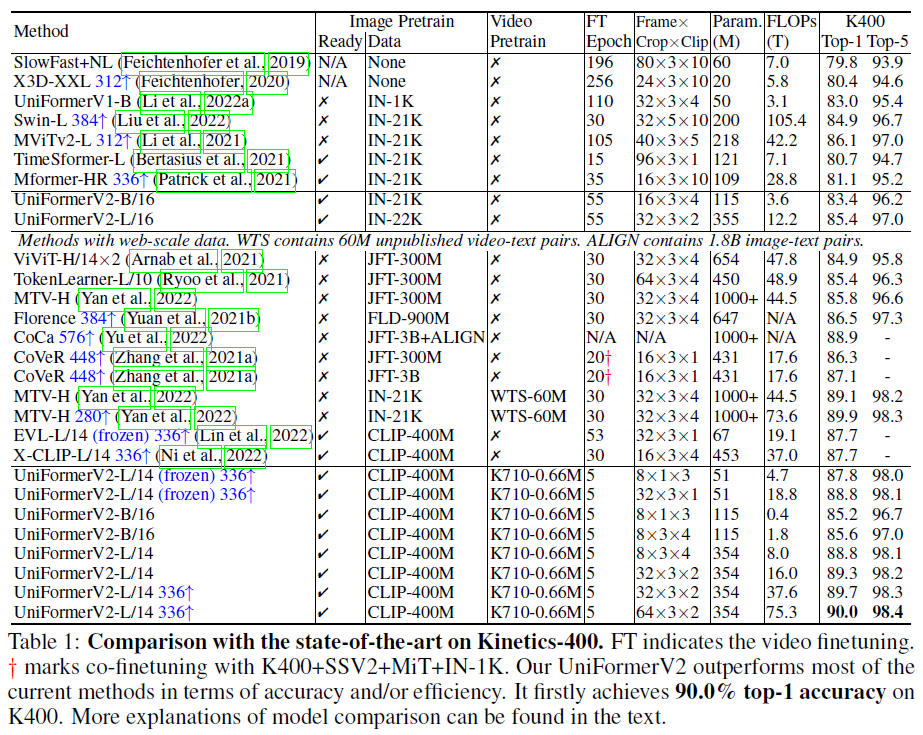 Method Image Pretrain Video FT Frame× Param. FLOPs K400
Ready Data Pretrain Epoch Crop×Clip (M) (T) Top-1 Top-5
SlowFast+NL (Feichtenhofer et al., 2019) N/A None ✗ 196 80×3×10 60 7.0 79.8 93.9
X3D-XXL 312↑ (Feichtenhofer, 2020) N/A None ✗ 256 24×3×10 20 5.8 80.4 94.6
UniFormerV1-B (Li et al., 2022a) ✗ IN-1K ✗ 110 32×3×4 50 3.1 83.0 95.4
Swin-L 384↑ (Liu et al., 2022) ✗ IN-21K ✗ 30 32×5×10 200 105.4 84.9 96.7
MViTv2-L 312↑ (Li et al., 2021) ✗ IN-21K ✗ 105 40×3×5 218 42.2 86.1 97.0
TimeSformer-L (Bertasius et al., 2021) ✔ IN-21K ✗ 15 96×3×1 121 7.1 80.7 94.7
Mformer-HR 336↑ (Patrick et al., 2021) ✔ IN-21K ✗ 35 16×3×10 109 28.8 81.1 95.2
UniFormerV2-B/16 ✔ IN-21K ✗ 55 16×3×4 115 3.6 83.4 96.2
UniFormerV2-L/16 ✔ IN-22K ✗ 55 32×3×2 355 12.2 85.4 97.0
Methods with web-scale data. WTS contains 60M unpublished video-text pairs. ALIGN contains 1.8B image-text pairs.
ViViT-H/14×2 (Arnab et al., 2021) ✗ JFT-300M ✗ 30 32×3×4 654 47.8 84.9 95.8
TokenLearner-L/10 (Ryoo et al., 2021) ✗ JFT-300M ✗ 30 64×3×4 450 48.9 85.4 96.3
MTV-H (Yan et al., 2022) ✗ JFT-300M ✗ 30 32×3×4 1000+ 44.5 85.8 96.6
Florence 384↑ (Yuan et al., 2021b) ✗ FLD-900M ✗ 30 32×3×4 647 N/A 86.5 97.3
CoCa 576↑ (Yu et al., 2022) ✗ JFT-3B+ALIGN ✗ N/A N/A 1000+ N/A 88.9 -
CoVeR 448↑ (Zhang et al., 2021a) ✗ JFT-300M ✗ 20† 16×3×1 431 17.6 86.3 -
CoVeR 448↑ (Zhang et al., 2021a) ✗ JFT-3B ✗ 20† 16×3×1 431 17.6 87.1 -
MTV-H (Yan et al., 2022) ✗ IN-21K WTS-60M 30 32×3×4 1000+ 44.5 89.1 98.2
MTV-H 280↑ (Yan et al., 2022) ✗ IN-21K WTS-60M 30 32×3×4 1000+ 73.6 89.9 98.3
EVL-L/14 (frozen) 336↑ (Lin et al., 2022) ✔ CLIP-400M ✗ 53 32×3×1 67 19.1 87.7 -
X-CLIP-L/14 336↑ (Ni et al., 2022) ✔ CLIP-400M ✗ 30 16×3×4 453 37.0 87.7 -
UniFormerV2-L/14 (frozen) 336↑ ✔ CLIP-400M K710-0.66M 5 8×1×3 51 4.7 87.8 98.0
UniFormerV2-L/14 (frozen) 336↑ ✔ CLIP-400M K710-0.66M 5 32×3×1 51 18.8 88.8 98.1
UniFormerV2-B/16 ✔ CLIP-400M K710-0.66M 5 8×1×3 115 0.4 85.2 96.7
UniFormerV2-B/16 ✔ CLIP-400M K710-0.66M 5 8×3×4 115 1.8 85.6 97.0
UniFormerV2-L/14 ✔ CLIP-400M K710-0.66M 5 8×3×4 354 8.0 88.8 98.1
UniFormerV2-L/14 ✔ CLIP-400M K710-0.66M 5 32×3×2 354 16.0 89.3 98.2
UniFormerV2-L/14 336↑ ✔ CLIP-400M K710-0.66M 5 32×3×2 354 37.6 89.7 98.3
UniFormerV2-L/14 336↑ ✔ CLIP-400M K710-0.66M 5 64×3×2 354 75.3 90.0 98.4
Table 1: Comparison with the state-of-the-art on Kinetics-400. FT indicates the video finetuning.
† marks co-finetuning with K400+SSV2+MiT+IN-1K. Our UniFormerV2 outperforms most of the
current methods in terms of accuracy and/or efficiency. It firstly achieves 90.0% top-1 accuracy on
K400. More explanations of model comparison can be found in the text.